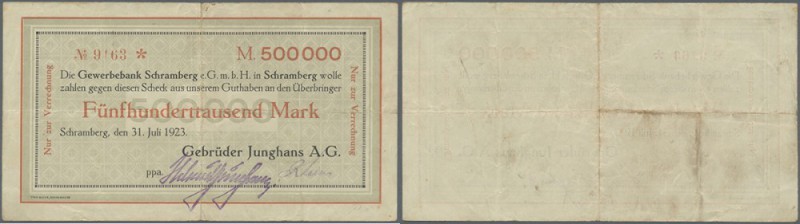 № 9163 *
M. 500000
Die Gewerbebank Schramberg e.G.m.b.H. in Schramberg wolle
zahlen gegen diesen Scheck aus unserem Guthaben an den Überbringer
500000
Fünfhunderttausend Mark
Schramberg, den 31. Juli 1923.
Gebrüder Junghans A.G.
ppa.
Nur zur Verrechnung
Nur zur Verrechnung